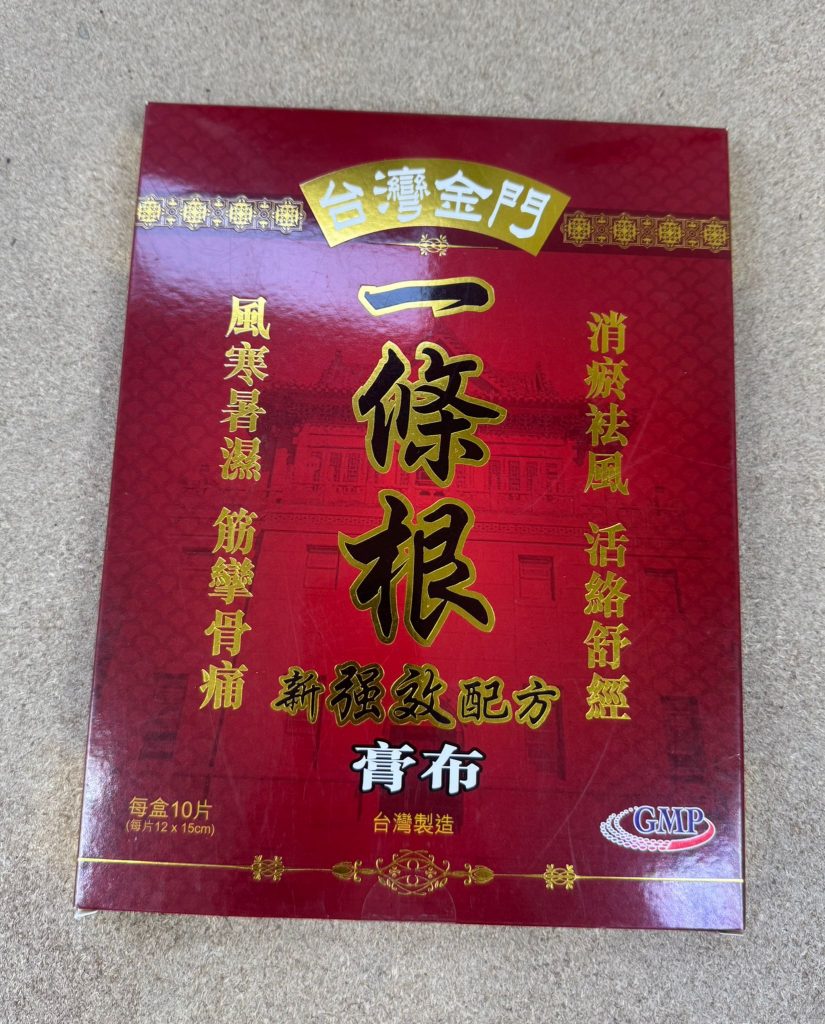 台灣金門
一條根
消瘀祛風 活絡舒經
風寒暑濕 筋攣骨痛
新强效配方
膏布
每盒10片
(每片12 x 15cm)
台灣製造
GMP